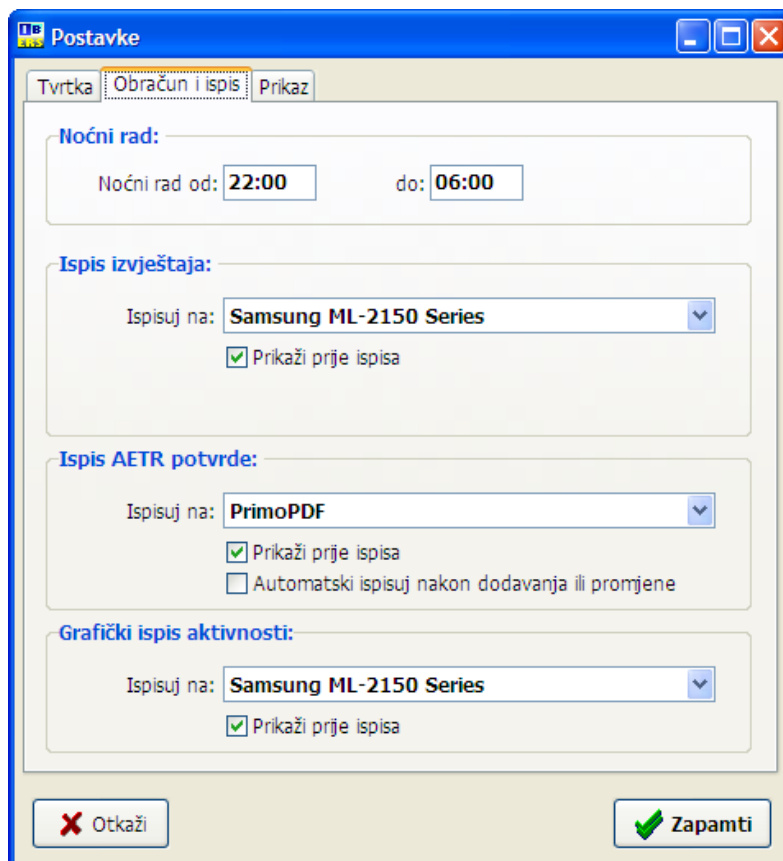 Postavke
Tvrtka Obračun i ispis Prikaz
Noćni rad:
Noćni rad od: 22:00 do: 06:00
Ispis izvještaja:
Ispisuj na: Samsung ML-2150 Series
Prikaži prije ispisa
Ispis AETR potvrde:
Ispisuj na: PrimoPDF
Prikaži prije ispisa
Automatski ispisuj nakon dodavanja ili promjene
Grafički ispis aktivnosti:
Ispisuj na: Samsung ML-2150 Series
Prikaži prije ispisa
Otkaži Zapamti